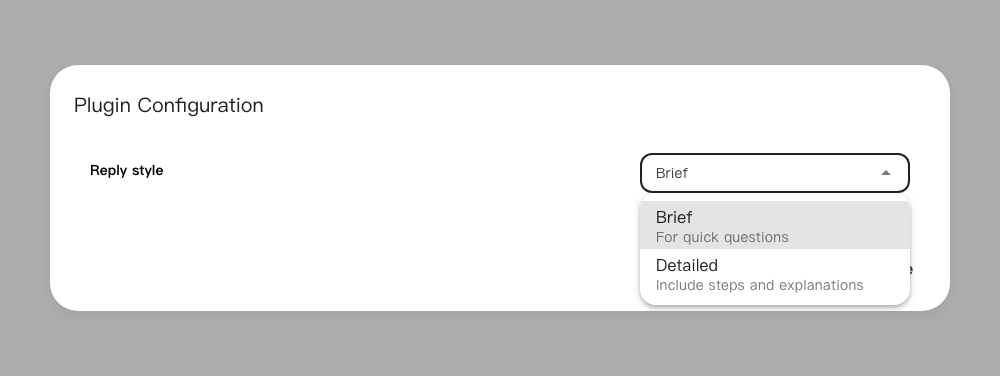 Plugin Configuration
Reply style
Brief
Brief
For quick questions
Detailed
Include steps and explanations